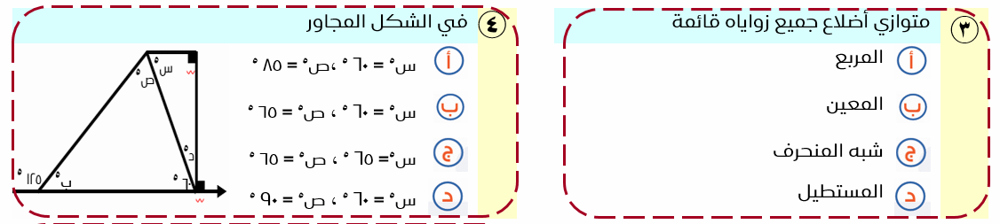 ٣ متوازي أضلاع جميع زواياه قائمة
أ المربع
ب المعين
ج شبه المنحرف
د المستطيل
٤ في الشكل المجاور
أ س° = ٦٠ ° ،ص° = ٨٥ °
ب س° = ٦٠ ° ، ص° = ٦٥ °
ج س° = ٦٥ ° ، ص° = ٦٥ °
د س° = ٦٠ ° ، ص° = ٩٠ °
س°
ص°
د°
٦٠ °
ب°
١٢٥ °